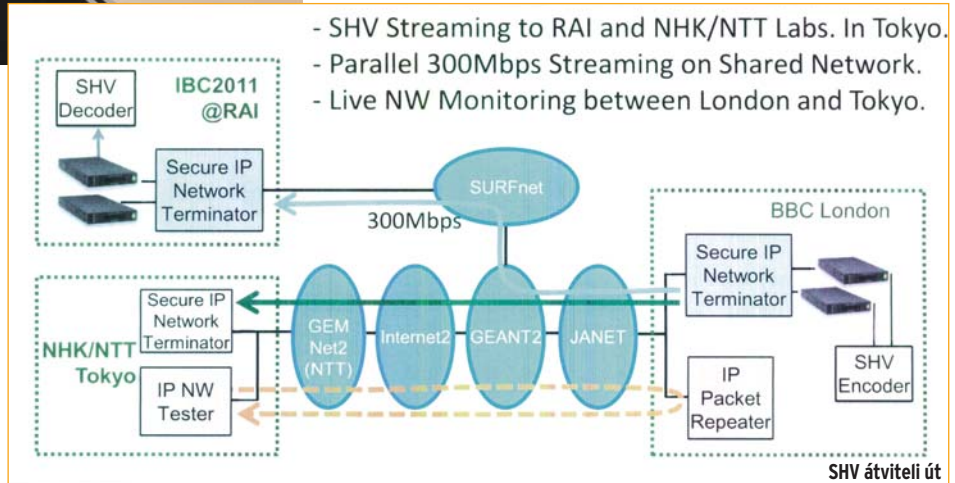 - SHV Streaming to RAI and NHK/NTT Labs. In Tokyo.
- Parallel 300Mbps Streaming on Shared Network.
- Live NW Monitoring between London and Tokyo.
SHV
Decoder
IBC2011
@RAI
Secure IP
Network
Terminator
SURFnet
300Mbps
BBC London
Secure IP
Network
Terminator
SHV
Encoder
IP
Packet
Repeater
NHK/NTT
Tokyo
Secure IP
Network
Terminator
IP NW
Tester
GEM
Net2
(NTT)
Internet2
GEANT2
JANET
SHV átviteli út